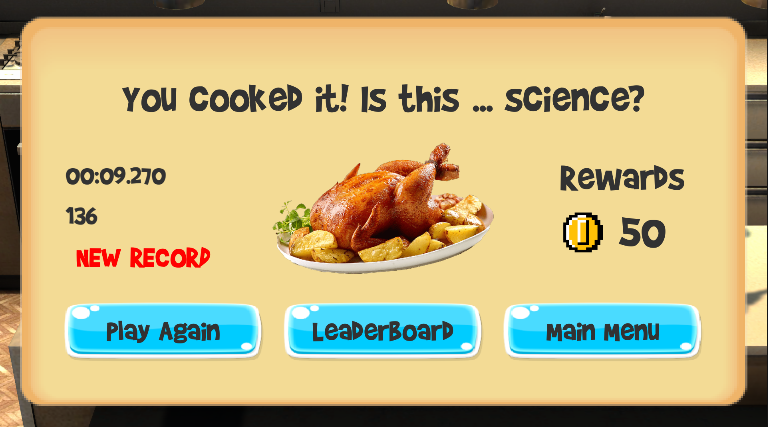 You cooked it! Is this ... science?
00:09.270
136
NEW RECORD
Rewards
50
Play Again
LeaderBoard
Main Menu